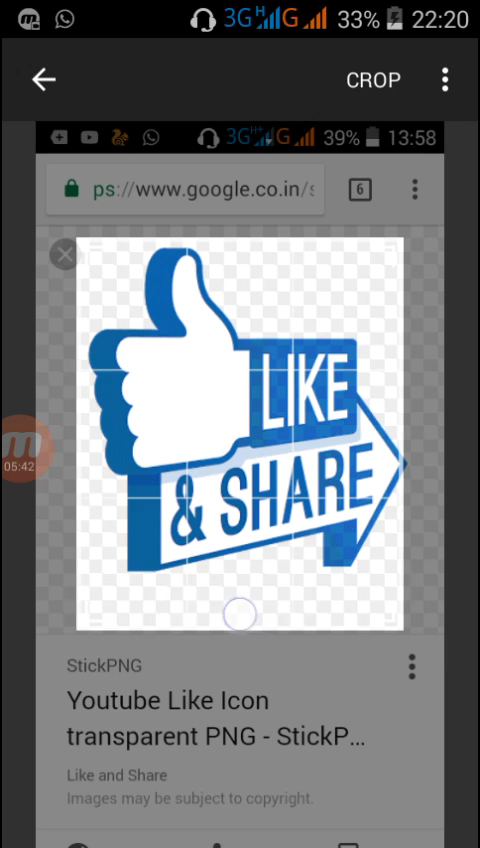 3G H G 33% 22:20
CROP
3G H+ G 39% 13:58
ps://www.google.co.in/s
6
LIKE
& SHARE
05:42
StickPNG
Youtube Like Icon
transparent PNG - StickP...
Like and Share
Images may be subject to copyright.